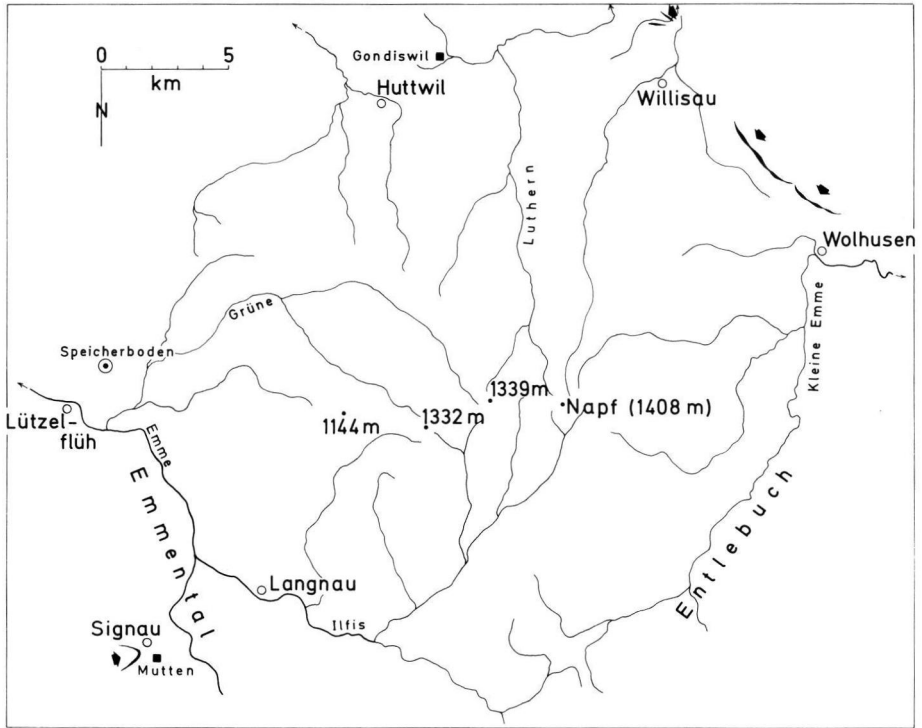 0 5
km
N
Gondiswil
Huttwil
Willisau
Luthern
Wolhusen
Kleine Emme
Grüne
Speicherboden
1339 m
Napf (1408 m)
1332 m
1144 m
Lützel-
flüh
Emme
Emmental
Entlebuch
Langnau
Ilfis
Signau
Mutten